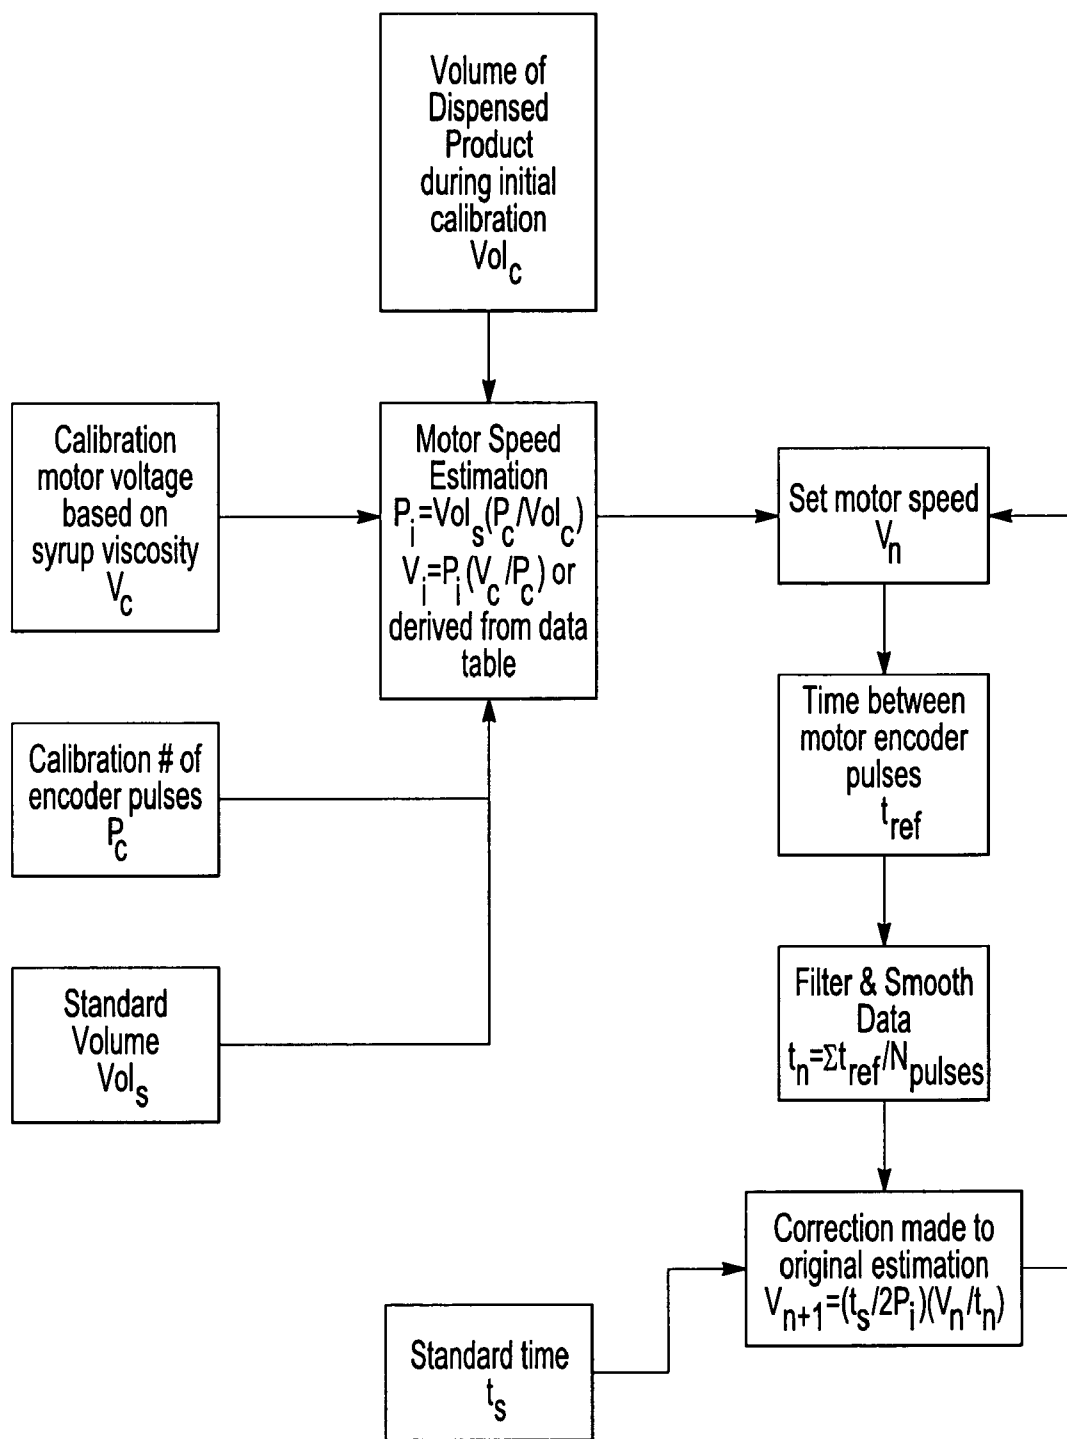 Volume of
Dispensed
Product
during initial
calibration
Vol_c
Calibration
motor voltage
based on
syrup viscosity
V_c
Motor Speed
Estimation
P_i=Vol_s(P_c/Vol_c)
V_i=P_i(V_c/P_c) or
derived from data
table
Set motor speed
V_n
Calibration # of
encoder pulses
P_c
Time between
motor encoder
pulses
t_ref
Standard
Volume
Vol_s
Filter & Smooth
Data
t_n=Σt_ref/N_pulses
Correction made to
original estimation
V_n+1=(t_s/2P_i)(V_n/t_n)
Standard time
t_s